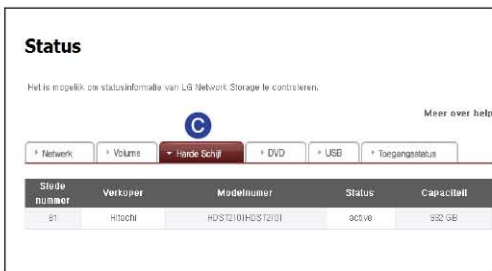 Status
Het is mogelijk om statusinformatie van LG Network Storage te controleren.
C
Meer over help
Netwerk Volume Harde Schijf DVD USB Toegangsstatus
Slede nummer Verkoper Modelnumer Status Capaciteit
Hitachi active GB